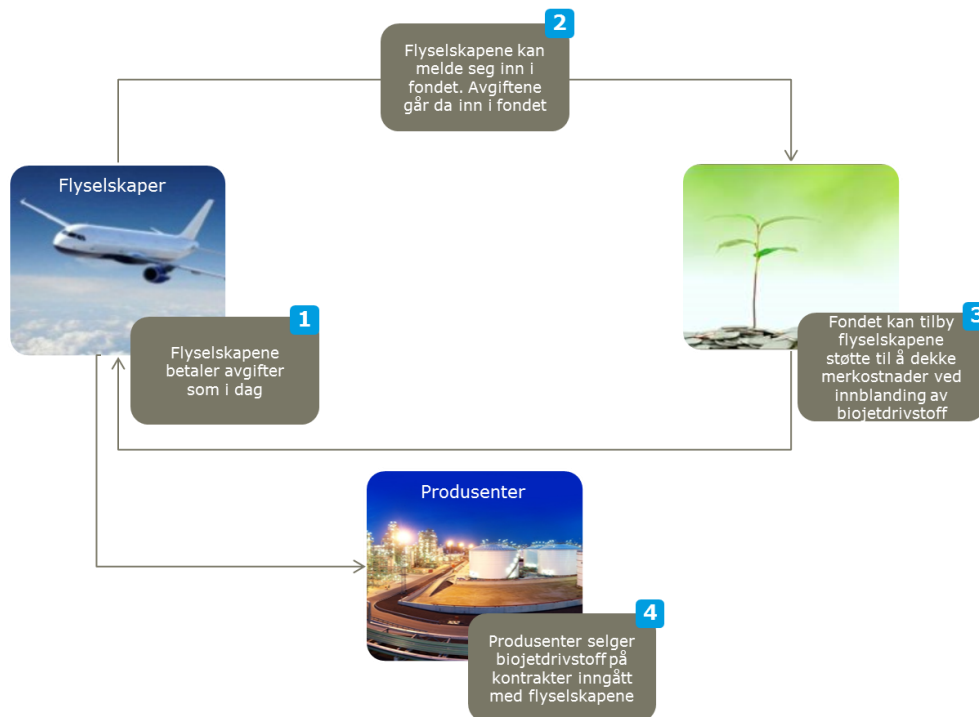 2
Flyselskapene kan
melde seg inn i
fondet. Avgiftene
går da inn i fondet
Flyselskaper
1
Flyselskapene
betaler avgifter
som i dag
3
Fondet kan tilby
flyselskapene
støtte til å dekke
merkostnader ved
innblanding av
biojetdrivstoff
Produsenter
4
Produsenter selger
biojetdrivstoff på
kontrakter inngått
med flyselskapene